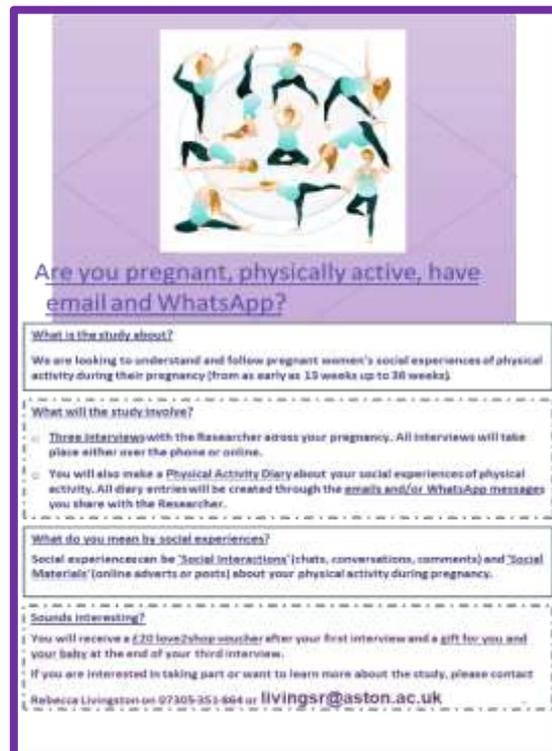 Are you pregnant, physically active, have
email and WhatsApp?
What is the study about?
We are looking to understand and follow pregnant women's social experiences of physical
activity during their pregnancy (from as early as weeks up to 36 weeks).
What will the study involve?
Three interviews with the Researcher across your pregnancy. All interviews will take
place either over the phone or online.
You will also make a Physical Activity Diary about your social experiences of physical
activity. All diary entries will be created through the emails and/or WhatsApp messages
you share with the Researcher.
What do you mean by social experiences?
Social experiences can be 'Social Interactions' (chats, conversations, comments) and 'Social
Materials' (online adverts or posts) about your physical activity during pregnancy.
Sounds interesting?
You will receive a £20 love2shop voucher after your first interview and a gift for you and
your baby at the end of your third interview.
If you are interested in taking part or want to learn more about the study, please contact
Rebecca Livingston on 07305 351 864 or livingsr@aston.ac.uk